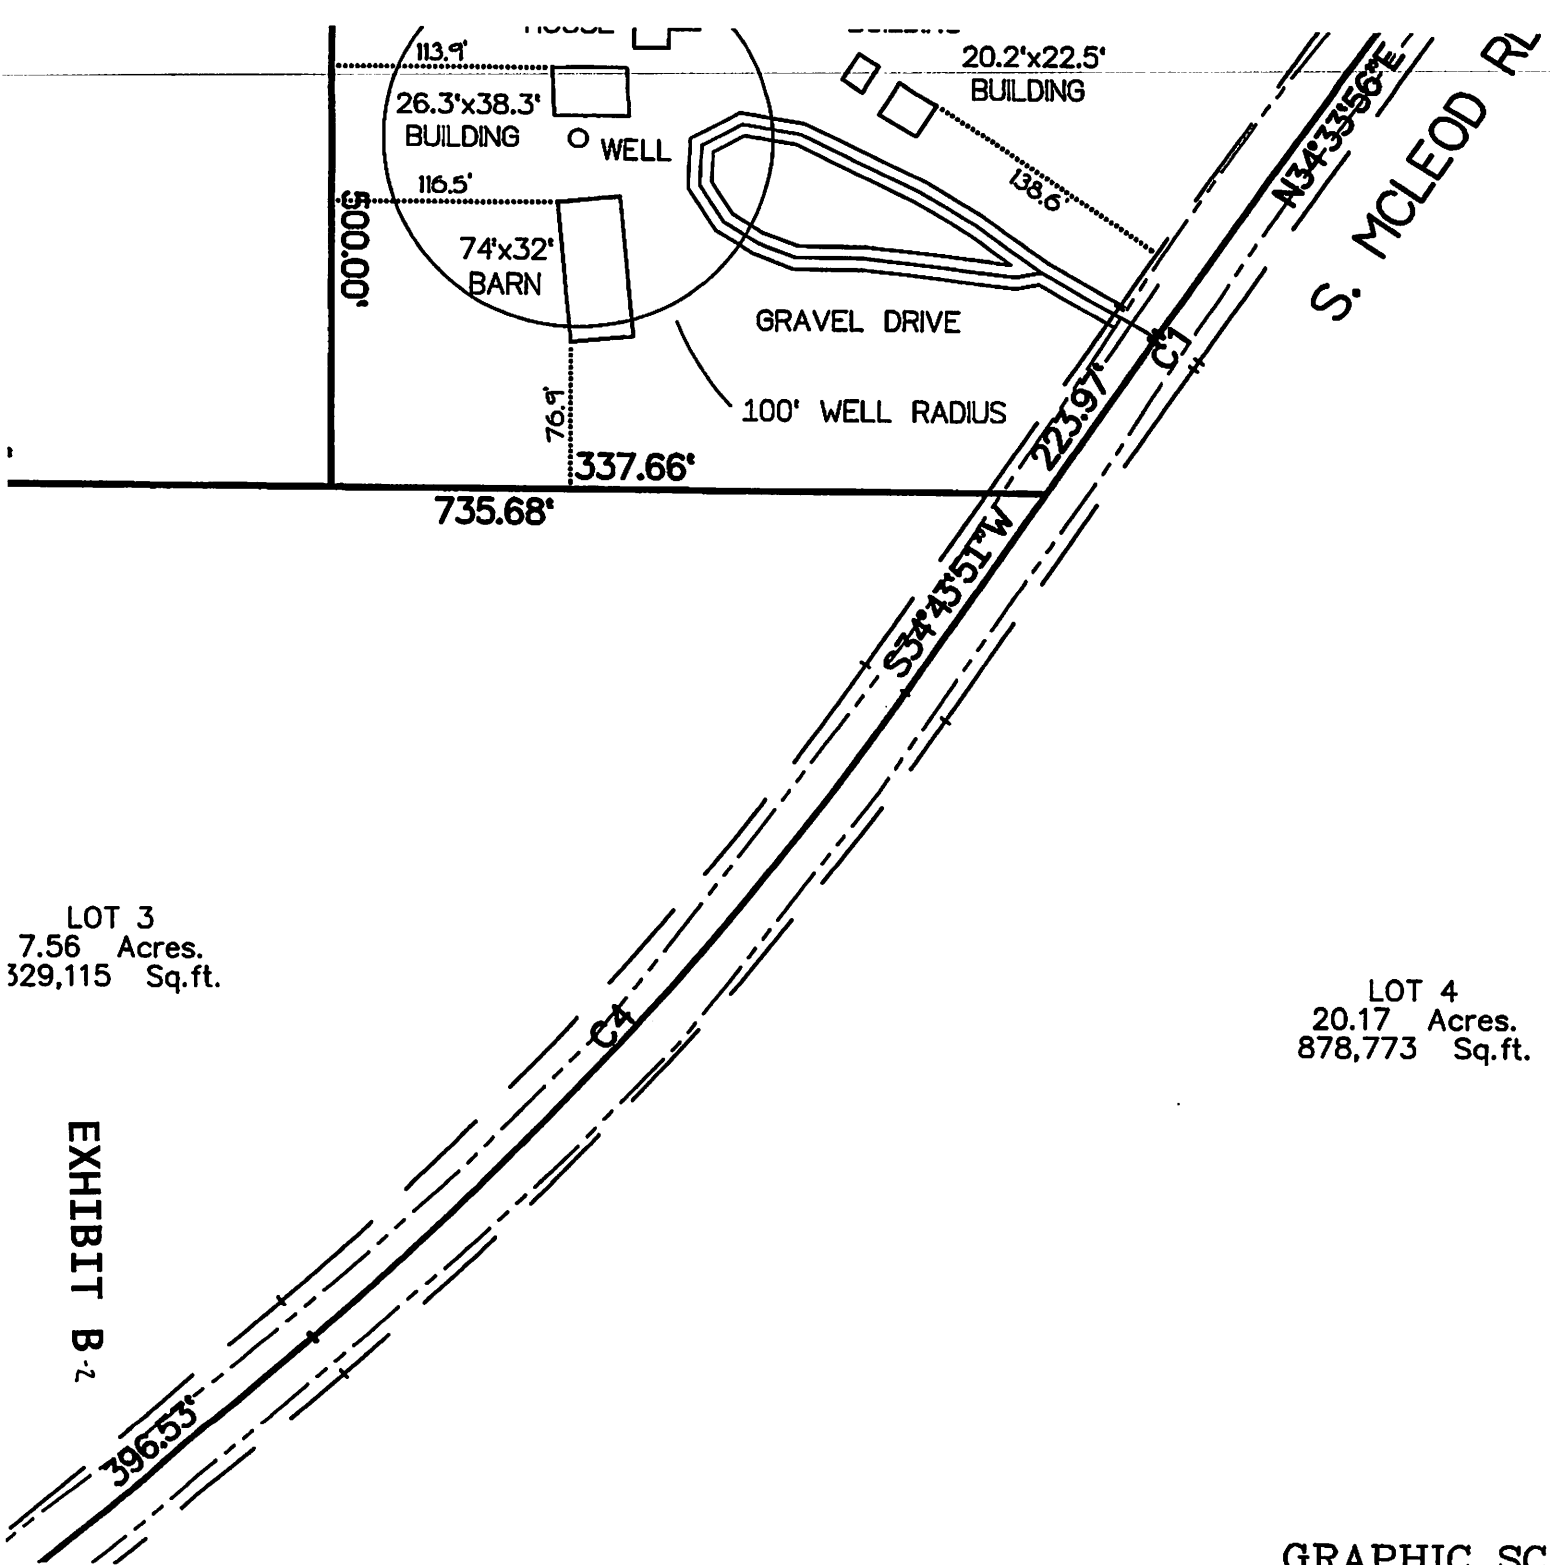 113.9'
26.3'x38.3'
BUILDING
WELL
116.5'
500.00'
74'x32'
BARN
76.9'
20.2'x22.5'
BUILDING
138.6'
GRAVEL DRIVE
100' WELL RADIUS
337.66'
735.68'
N34°33'56"E
S. MCLEOD
C1
223.97'
S34°43'51"W
LOT 3
7.56 Acres.
329,115 Sq.ft.
LOT 4
20.17 Acres.
878,773 Sq.ft.
C4
EXHIBIT B-2
396.53'
GRAPHIC SC